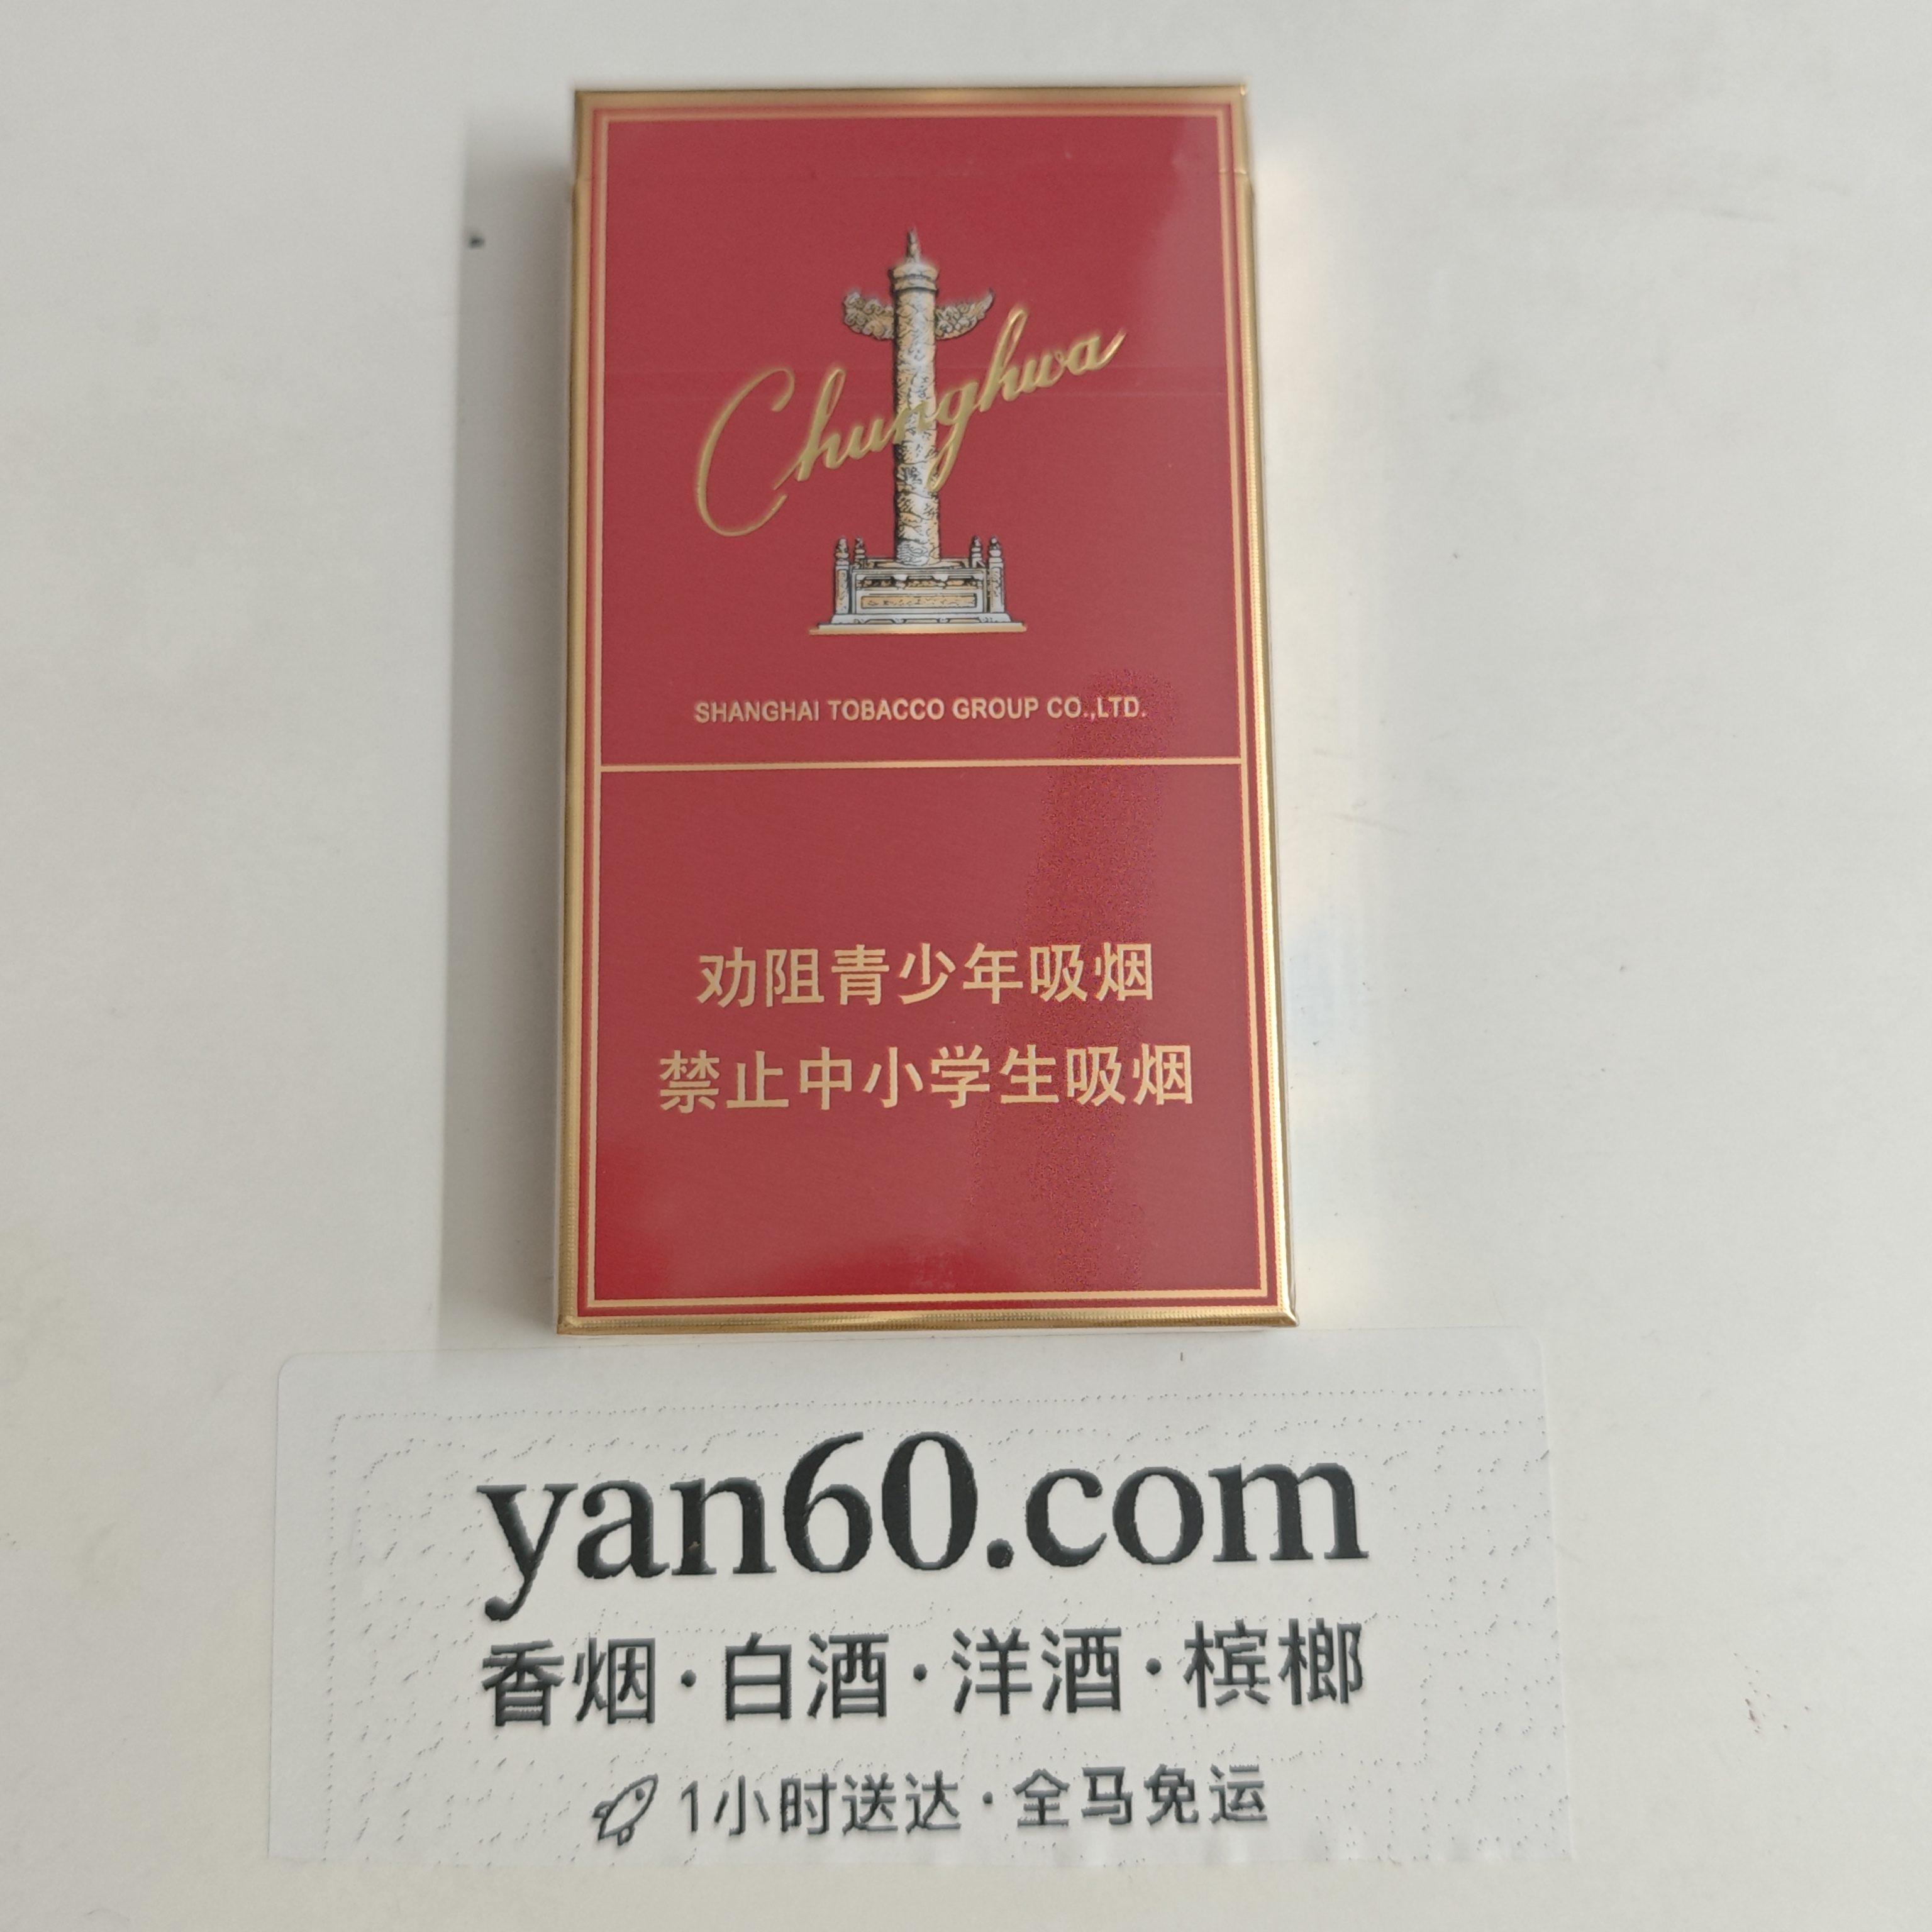 Chunghwa
SHANGHAI TOBACCO GROUP CO.,LTD.
劝阻青少年吸烟
禁止中小学生吸烟
yan60.com
香烟·白酒·洋酒·槟榔
1小时送达·全马免运